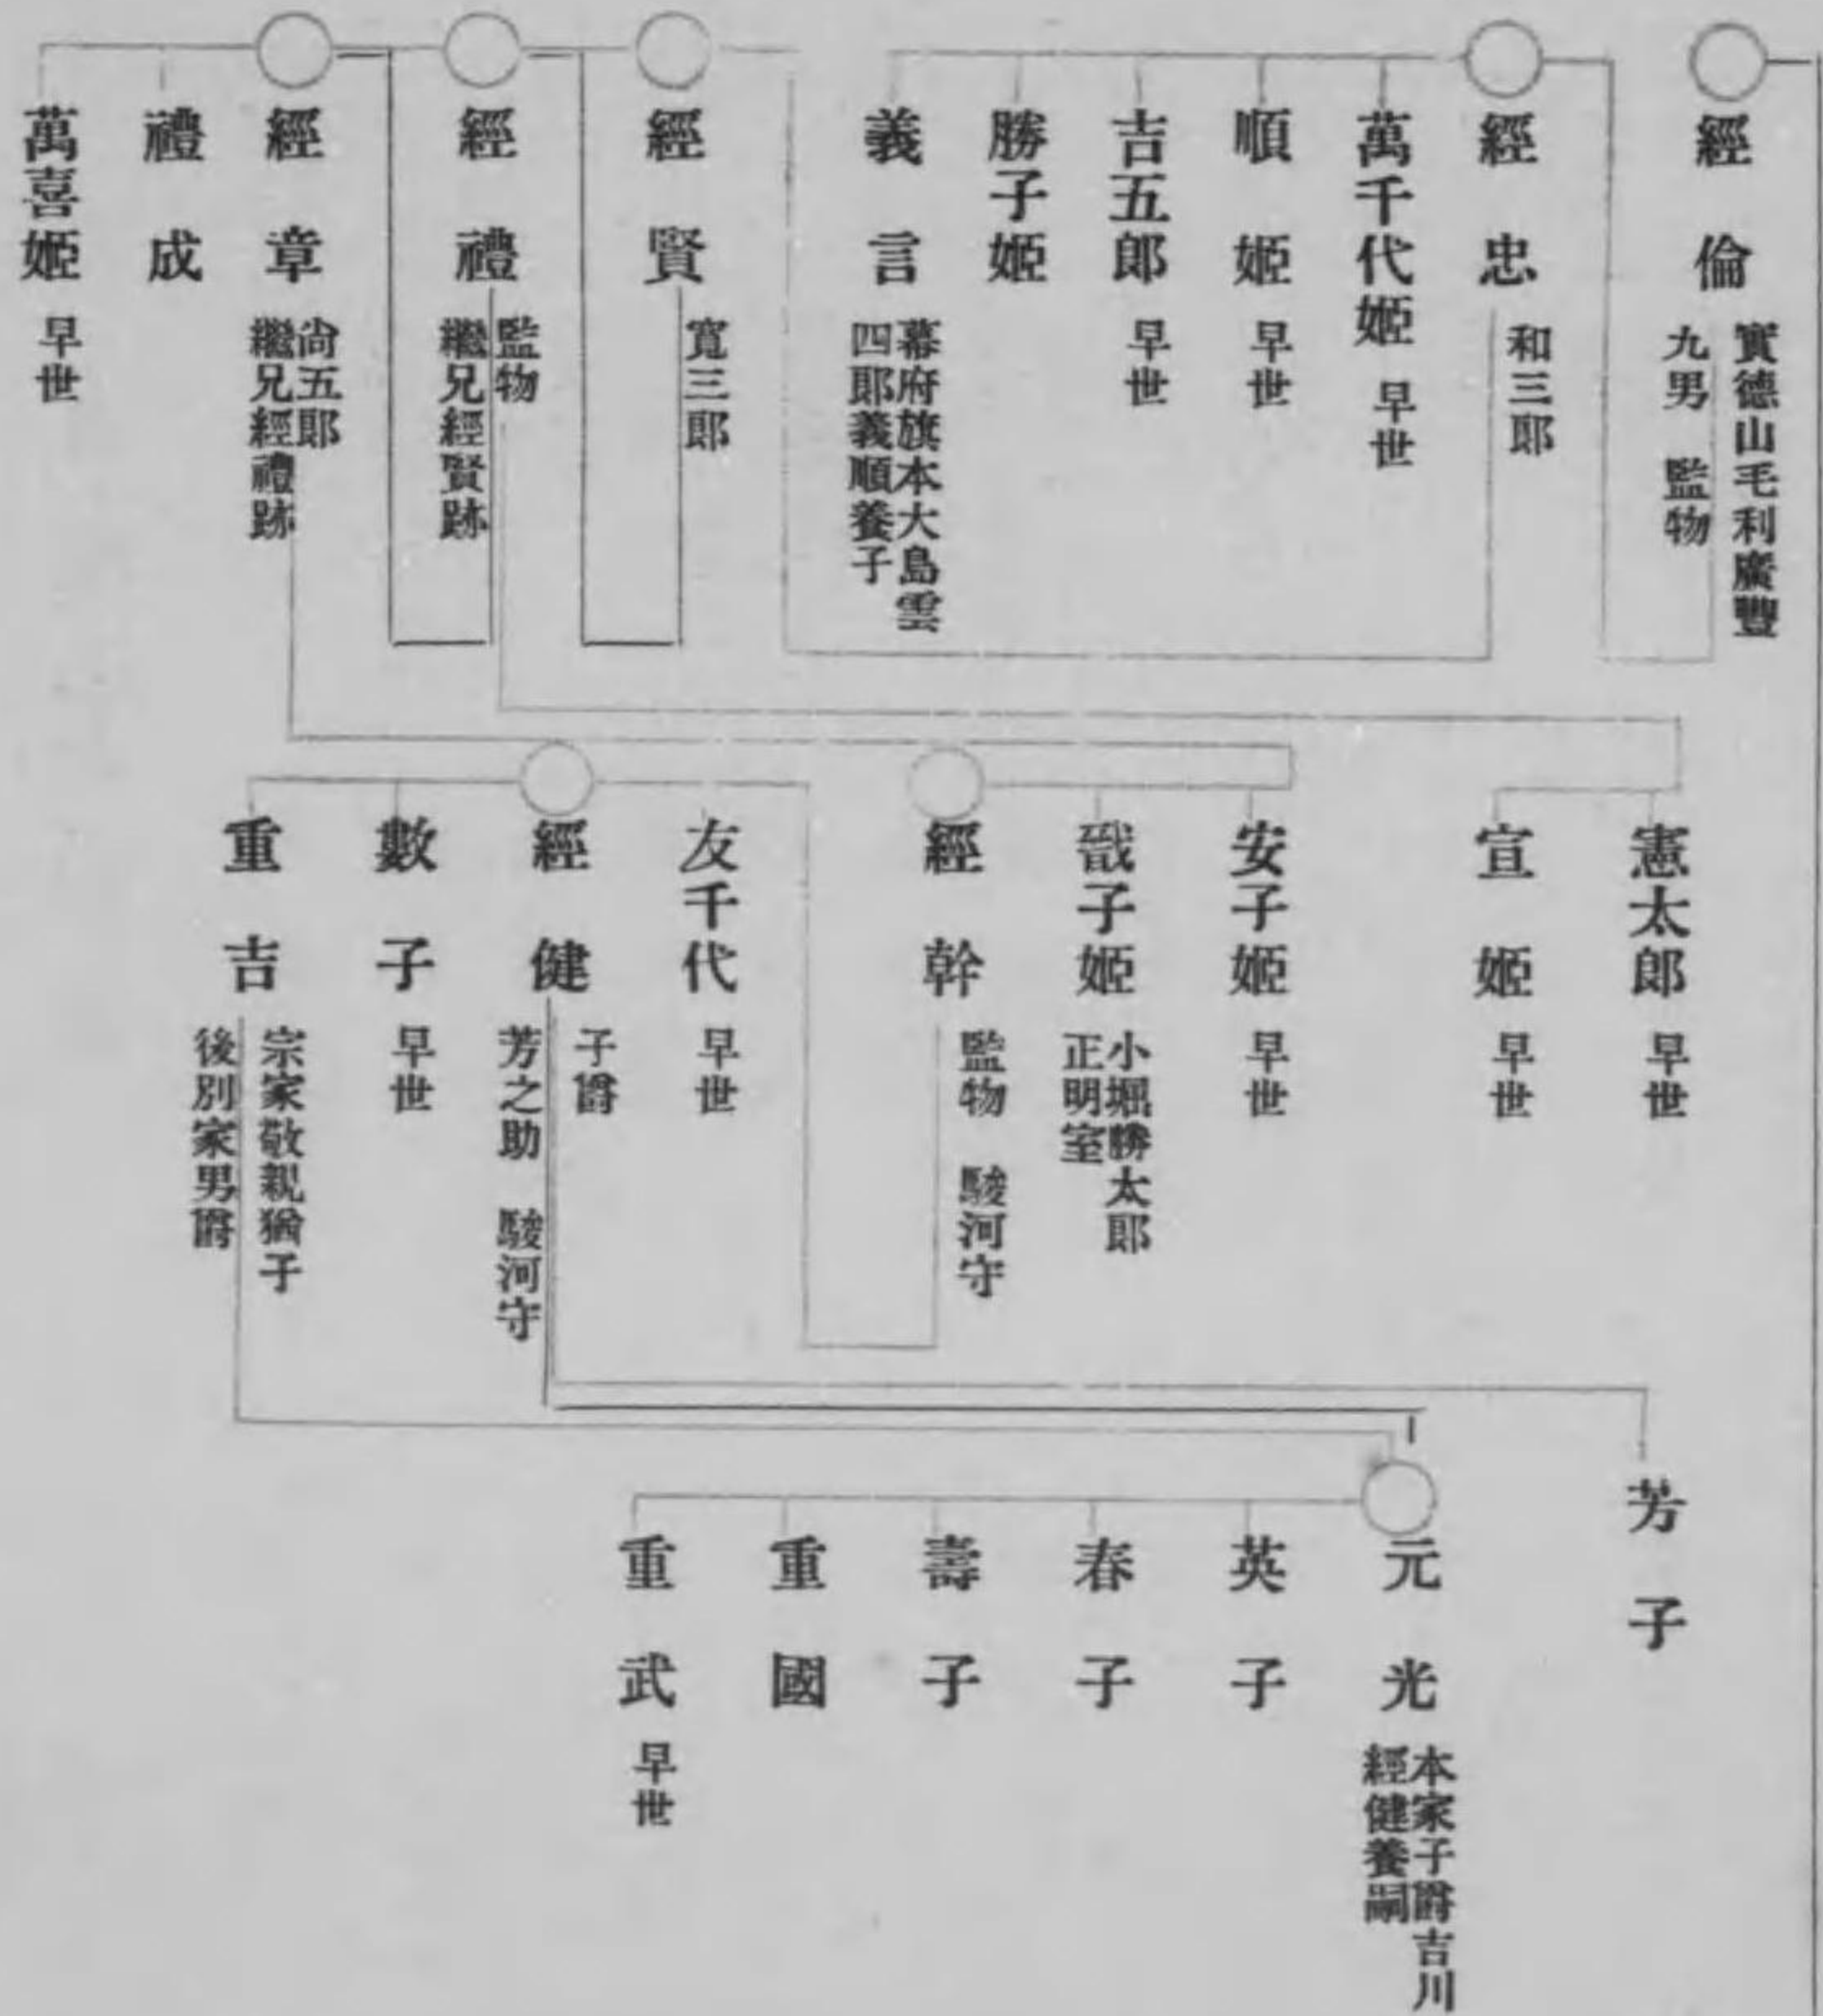 經倫
實德山毛利廣豐
九男 監物
經忠
和三郎
萬千代姬 早世
順姬 早世
吉五郎 早世
勝子姬
義言
幕府旗本大島雲
四郎義順養子
經賢
寬三郎
經禮
監物
繼兄經賢跡
經章
尙五郎
繼兄經禮跡
禮成
萬喜姬 早世
憲太郎 早世
宣姬 早世
安子姬 早世
子姬
小堀勝太郎
正明室
經幹
監物 駿河守
友千代 早世
經健
子爵
芳之助 駿河守
數子 早世
重吉
宗家敬親猶子
後別家男爵
芳子
元光
本家子爵吉川
經健養嗣
英子
春子
壽子
重國
重武 早世